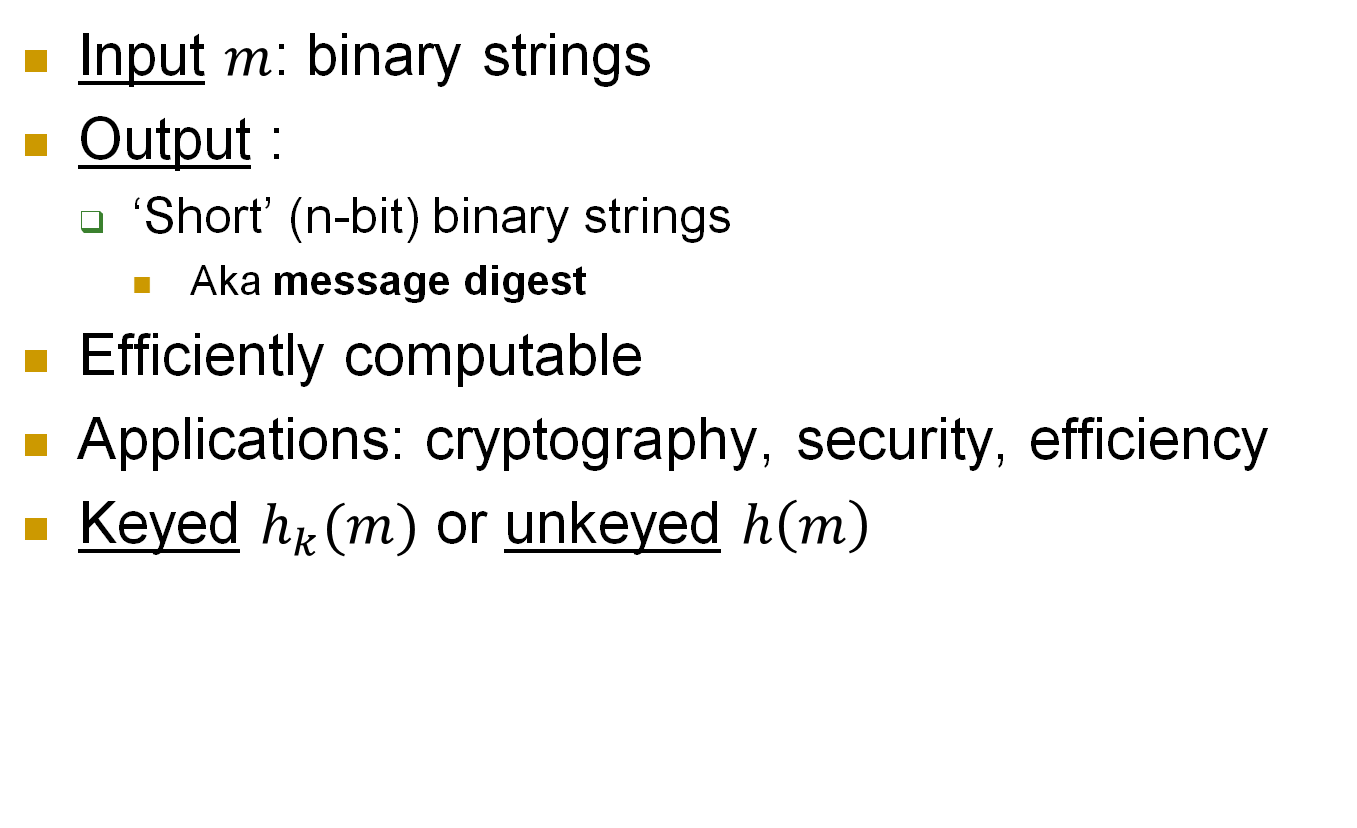 Input m: binary strings
Output :
‘Short’ (n-bit) binary strings
Aka message digest
Efficiently computable
Applications: cryptography, security, efficiency
Keyed hₖ(m) or unkeyed h(m)